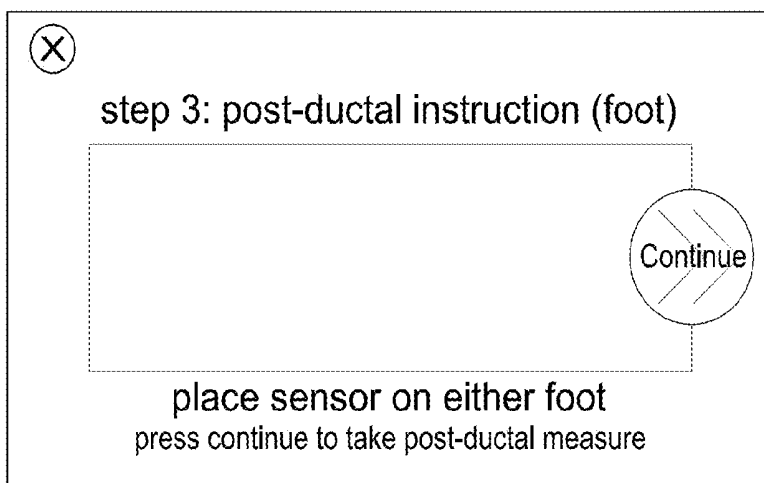 X
step 3: post-ductal instruction (foot)
Continue
place sensor on either foot
press continue to take post-ductal measure